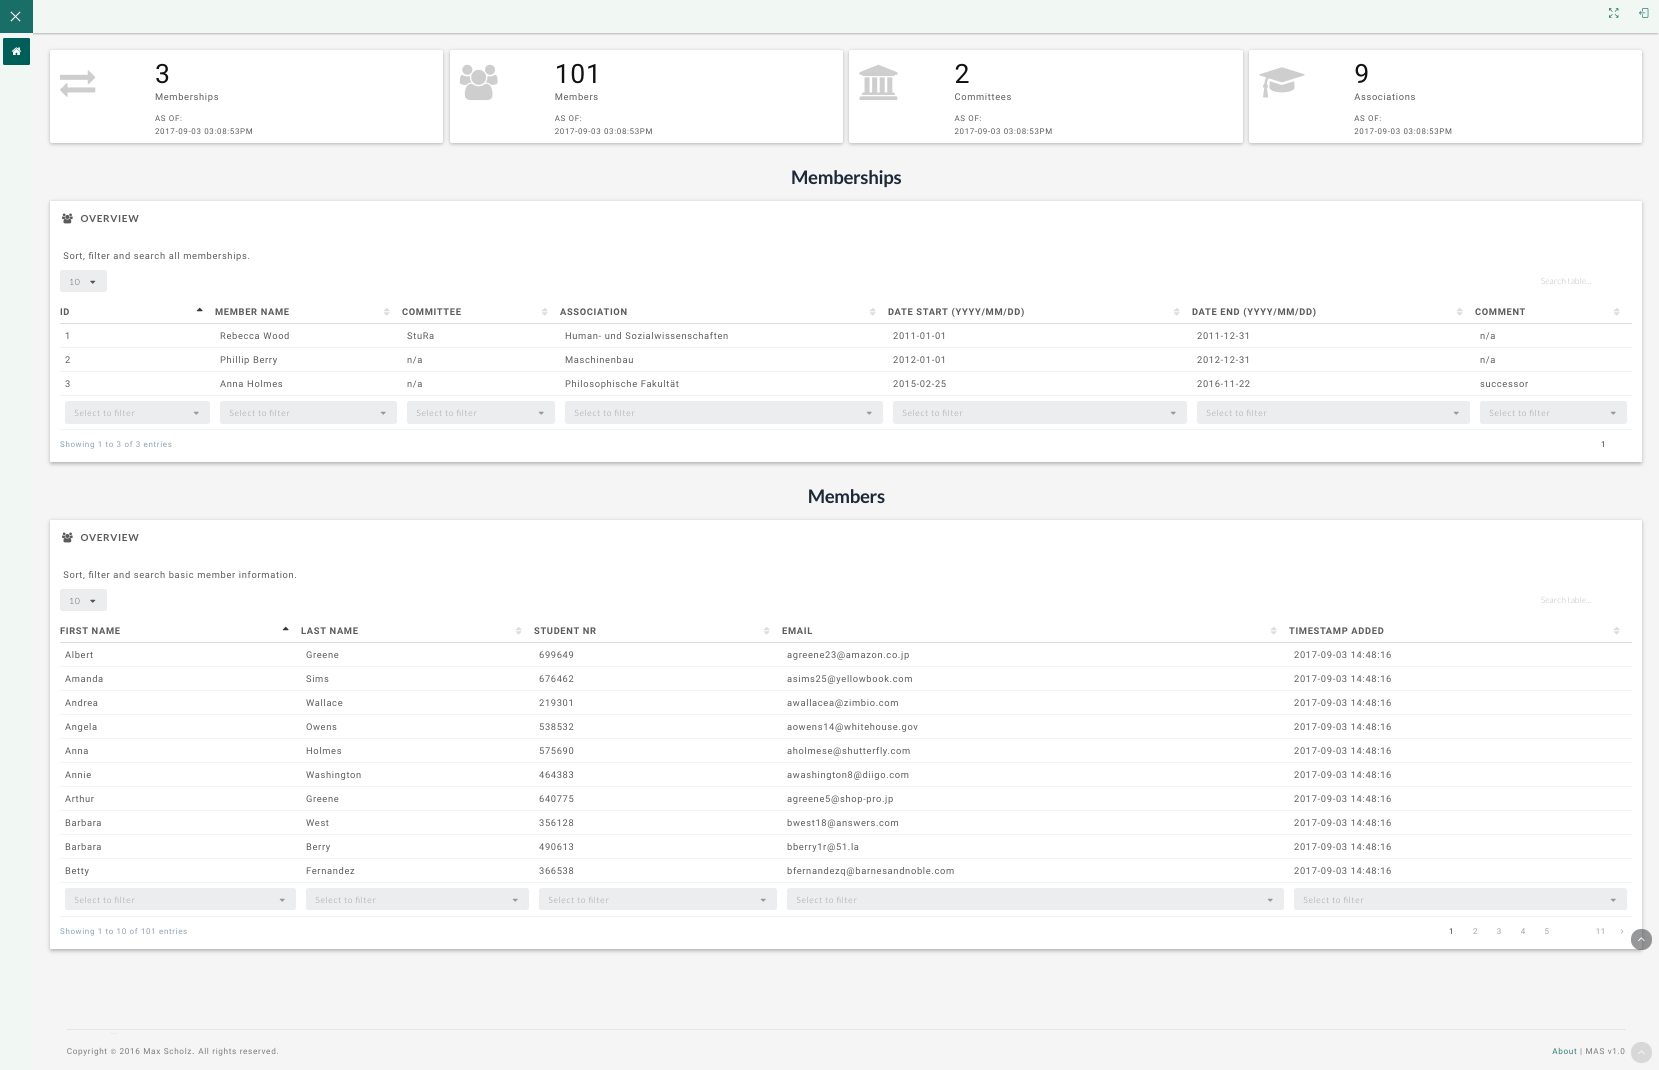 3
Memberships
AS OF:
2017-09-03 03:08:53PM
101
Members
AS OF:
2017-09-03 03:08:53PM
2
Committees
AS OF:
2017-09-03 03:08:53PM
9
Associations
AS OF:
2017-09-03 03:08:53PM
Memberships
OVERVIEW
Sort, filter and search all memberships.
10
Search table...
ID MEMBER NAME COMMITTEE ASSOCIATION DATE START (YYYY/MM/DD) DATE END (YYYY/MM/DD) COMMENT
1 Rebecca Wood StuRa Human- und Sozialwissenschaften 2011-01-01 2011-12-31 n/a
2 Phillip Berry n/a Maschinenbau 2012-01-01 2012-12-31 n/a
3 Anna Holmes n/a Philosophische Fakultät 2015-02-25 2016-11-22 successor
Select to filter Select to filter Select to filter Select to filter Select to filter Select to filter Select to filter
Showing 1 to 3 of 3 entries 1
Members
OVERVIEW
Sort, filter and search basic member information.
10
Search table...
FIRST NAME LAST NAME STUDENT NR EMAIL TIMESTAMP ADDED
Albert Greene 699649 agreene23@amazon.co.jp 2017-09-03 14:48:16
Amanda Sims 676462 asims25@yellowbook.com 2017-09-03 14:48:16
Andrea Wallace 219301 awallacea@zimbio.com 2017-09-03 14:48:16
Angela Owens 538532 aowens14@whitehouse.gov 2017-09-03 14:48:16
Anna Holmes 575690 aholmese@shutterfly.com 2017-09-03 14:48:16
Annie Washington 464383 awashington8@diigo.com 2017-09-03 14:48:16
Arthur Greene 640775 agreene5@shop-pro.jp 2017-09-03 14:48:16
Barbara West 356128 bwest18@answers.com 2017-09-03 14:48:16
Barbara Berry 490613 bberry1r@51.la 2017-09-03 14:48:16
Betty Fernandez 366538 bfernandezq@barnesandnoble.com 2017-09-03 14:48:16
Select to filter Select to filter Select to filter Select to filter Select to filter
Showing 1 to 10 of 101 entries 1 2 3 4 5 11 ›
Copyright © 2016 Max Scholz. All rights reserved. About | MAS v1.0